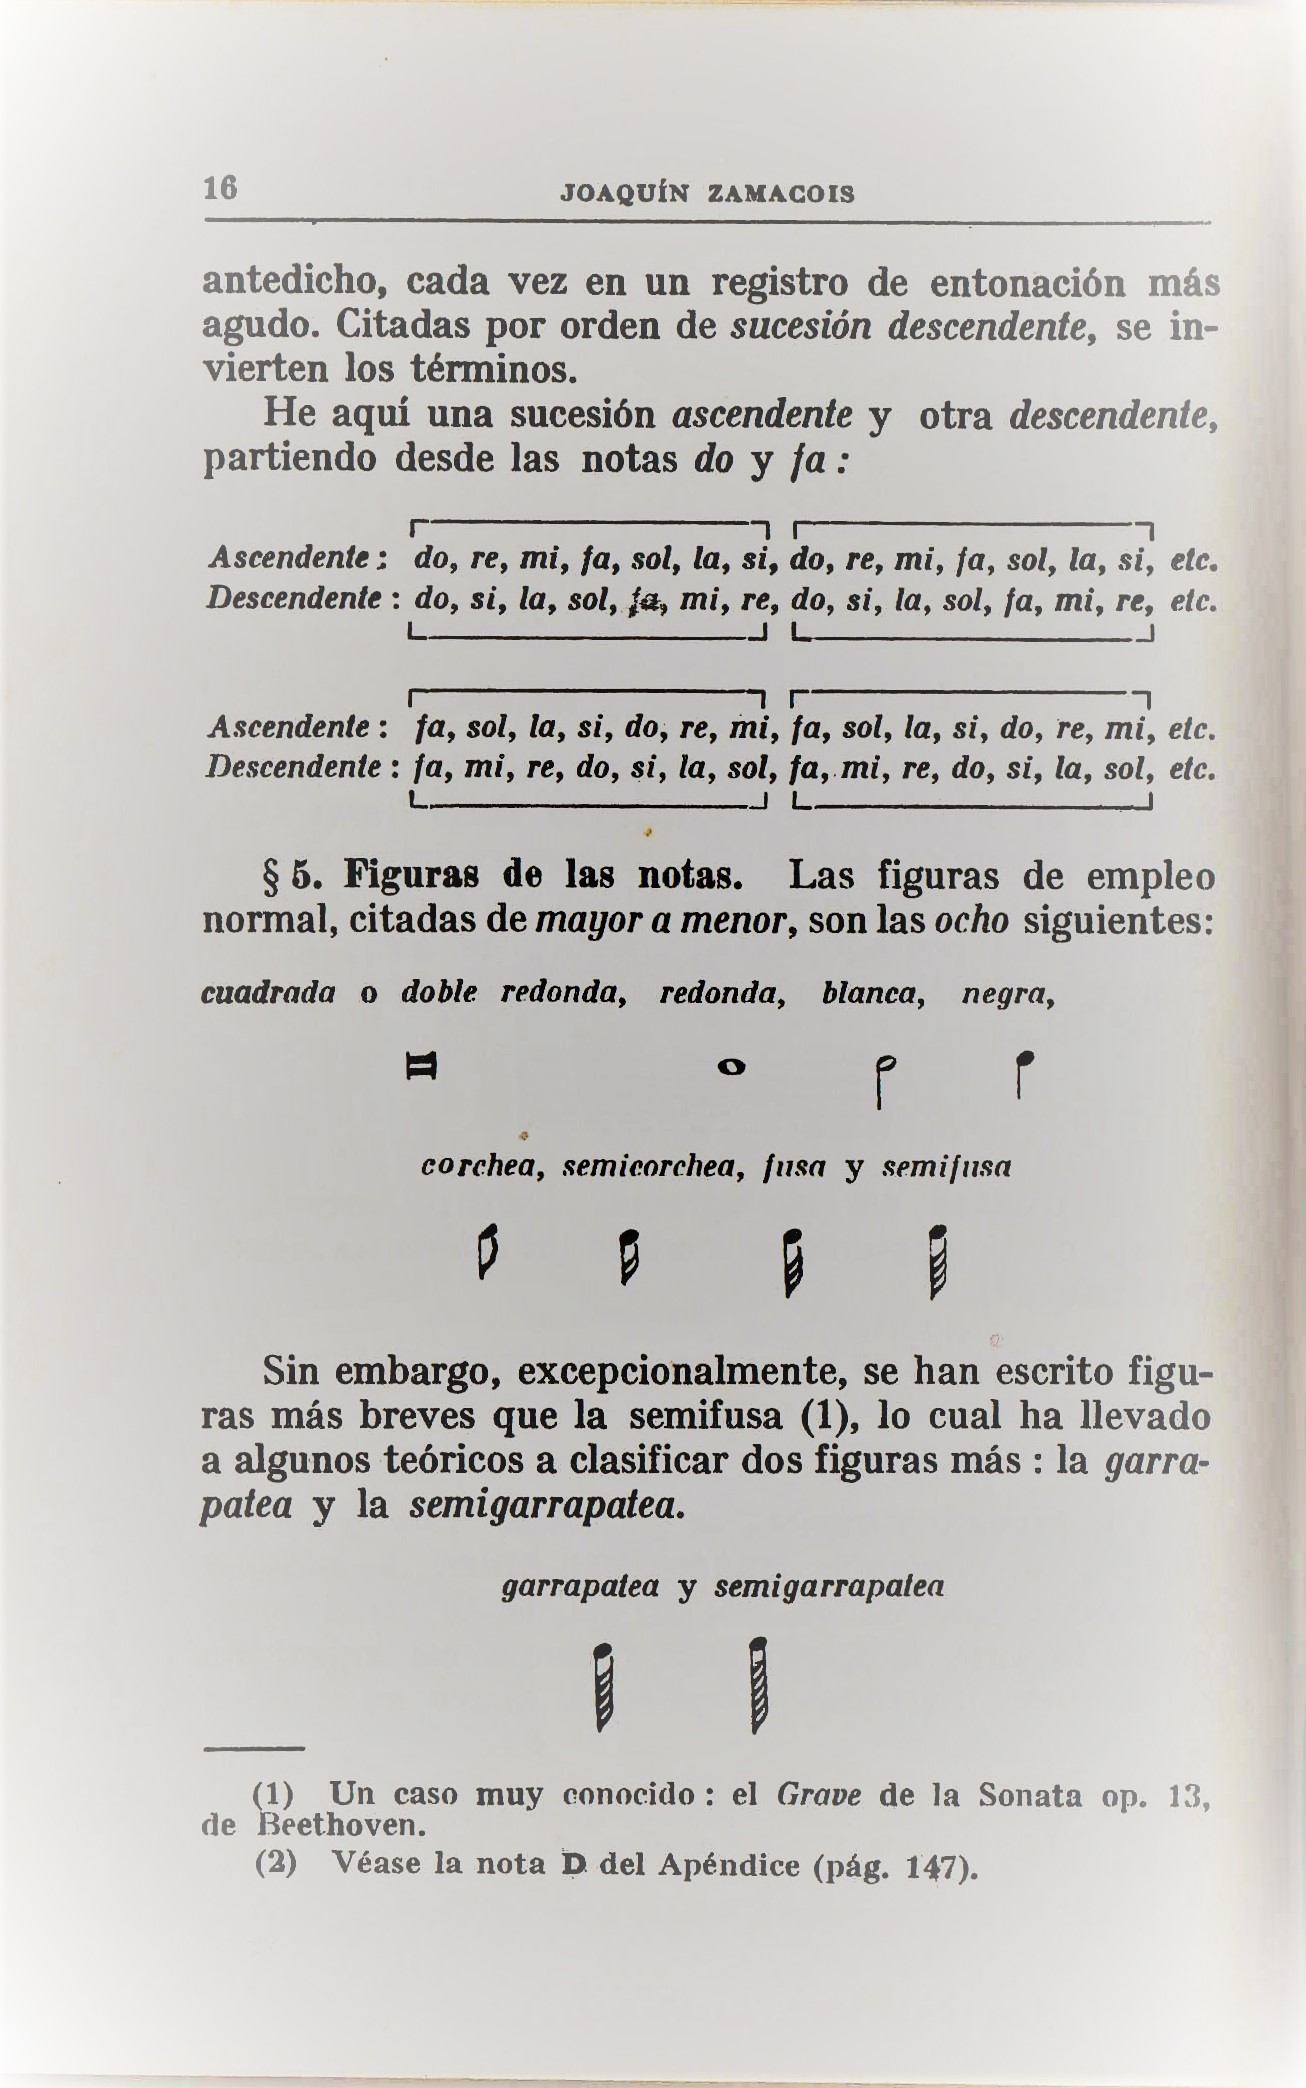 16 JOAQUÍN ZAMACOIS
antedicho, cada vez en un registro de entonación más
agudo. Citadas por orden de sucesión descendente, se in-
vierten los términos.
He aquí una sucesión ascendente y otra descendente,
partiendo desde las notas do y fa :
Ascendente : do, re, mi, fa, sol, la, si, do, re, mi, fa, sol, la, si, etc.
Descendente : do, si, la, sol, fa, mi, re, do, si, la, sol, fa, mi, re, etc.
Ascendente : fa, sol, la, si, do, re, mi, fa, sol, la, si, do, re, mi, etc.
Descendente : fa, mi, re, do, si, la, sol, fa, mi, re, do, si, la, sol, etc.
§ 5. Figuras de las notas. Las figuras de empleo
normal, citadas de mayor a menor, son las ocho siguientes:
cuadrada o doble redonda, redonda, blanca, negra,
corchea, semicorchea, fusa y semifusa
Sin embargo, excepcionalmente, se han escrito figu-
ras más breves que la semifusa (1), lo cual ha llevado
a algunos teóricos a clasificar dos figuras más : la garra-
patea y la semigarrapatea.
garrapatea y semigarrapatea
(1) Un caso muy conocido : el Grave de la Sonata op. 13,
de Beethoven.
(2) Véase la nota D del Apéndice (pág. 147).